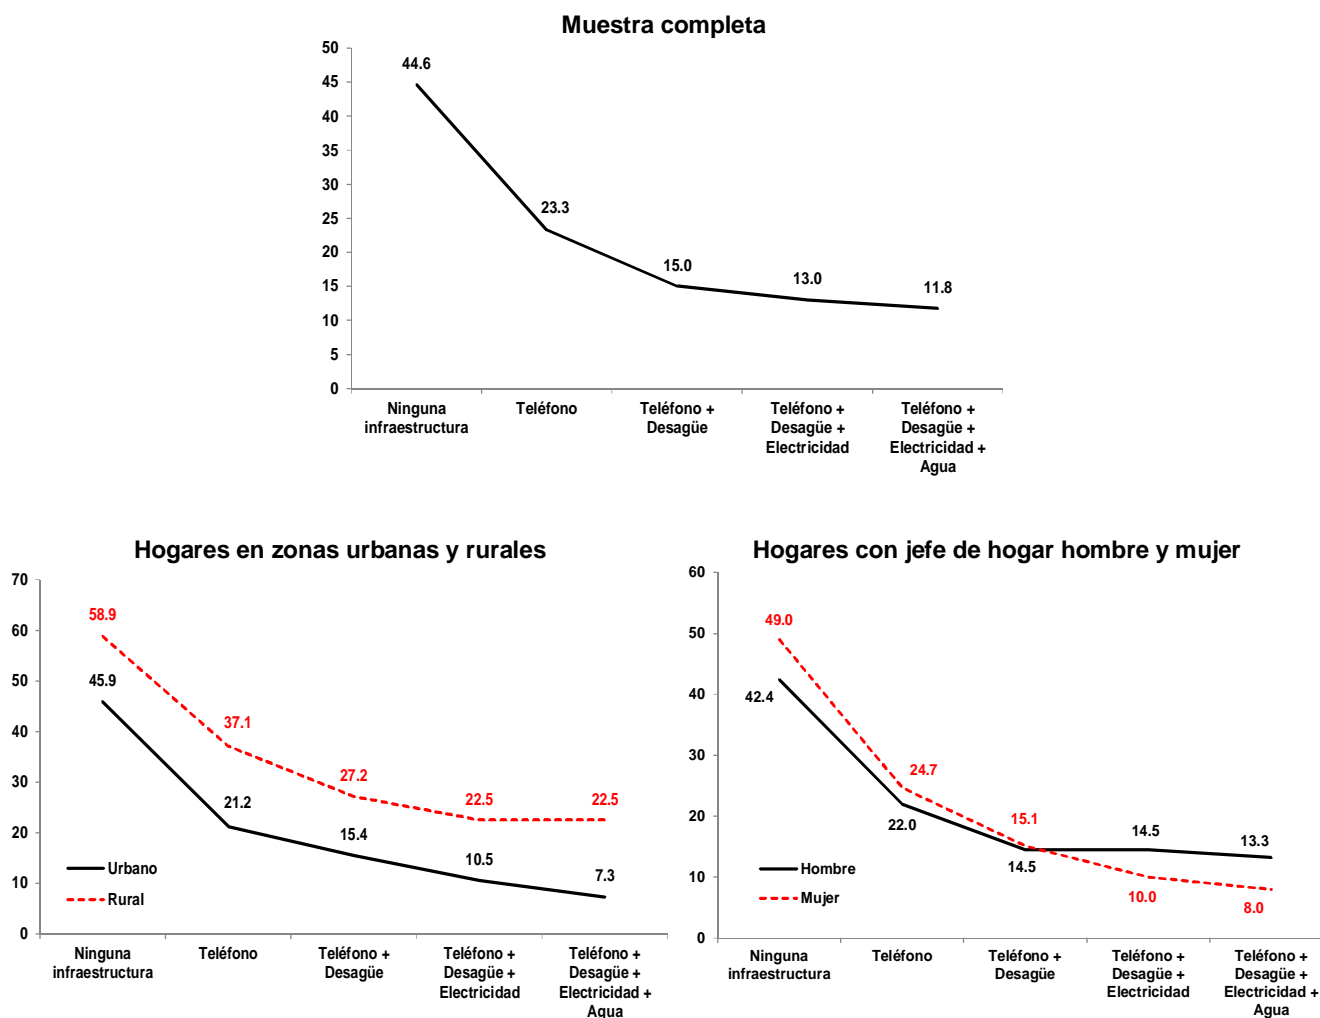 Muestra completa
50
45
40
35
30
25
20
15
10
5
0
44.6
23.3
15.0
13.0
11.8
Ninguna
infraestructura
Teléfono
Teléfono +
Desagüe
Teléfono +
Desagüe +
Electricidad
Teléfono +
Desagüe +
Electricidad +
Agua
Hogares en zonas urbanas y rurales
70
60
50
40
30
20
10
0
58.9
45.9
37.1
21.2
27.2
15.4
22.5
10.5
22.5
7.3
Urbano
Rural
Ninguna
infraestructura
Teléfono
Teléfono +
Desagüe
Teléfono +
Desagüe +
Electricidad
Teléfono +
Desagüe +
Electricidad +
Agua
Hogares con jefe de hogar hombre y mujer
60
50
40
30
20
10
0
49.0
42.4
24.7
22.0
15.1
14.5
14.5
10.0
13.3
8.0
Hombre
Mujer
Ninguna
infraestructura
Teléfono
Teléfono +
Desagüe
Teléfono +
Desagüe +
Electricidad
Teléfono +
Desagüe +
Electricidad +
Agua